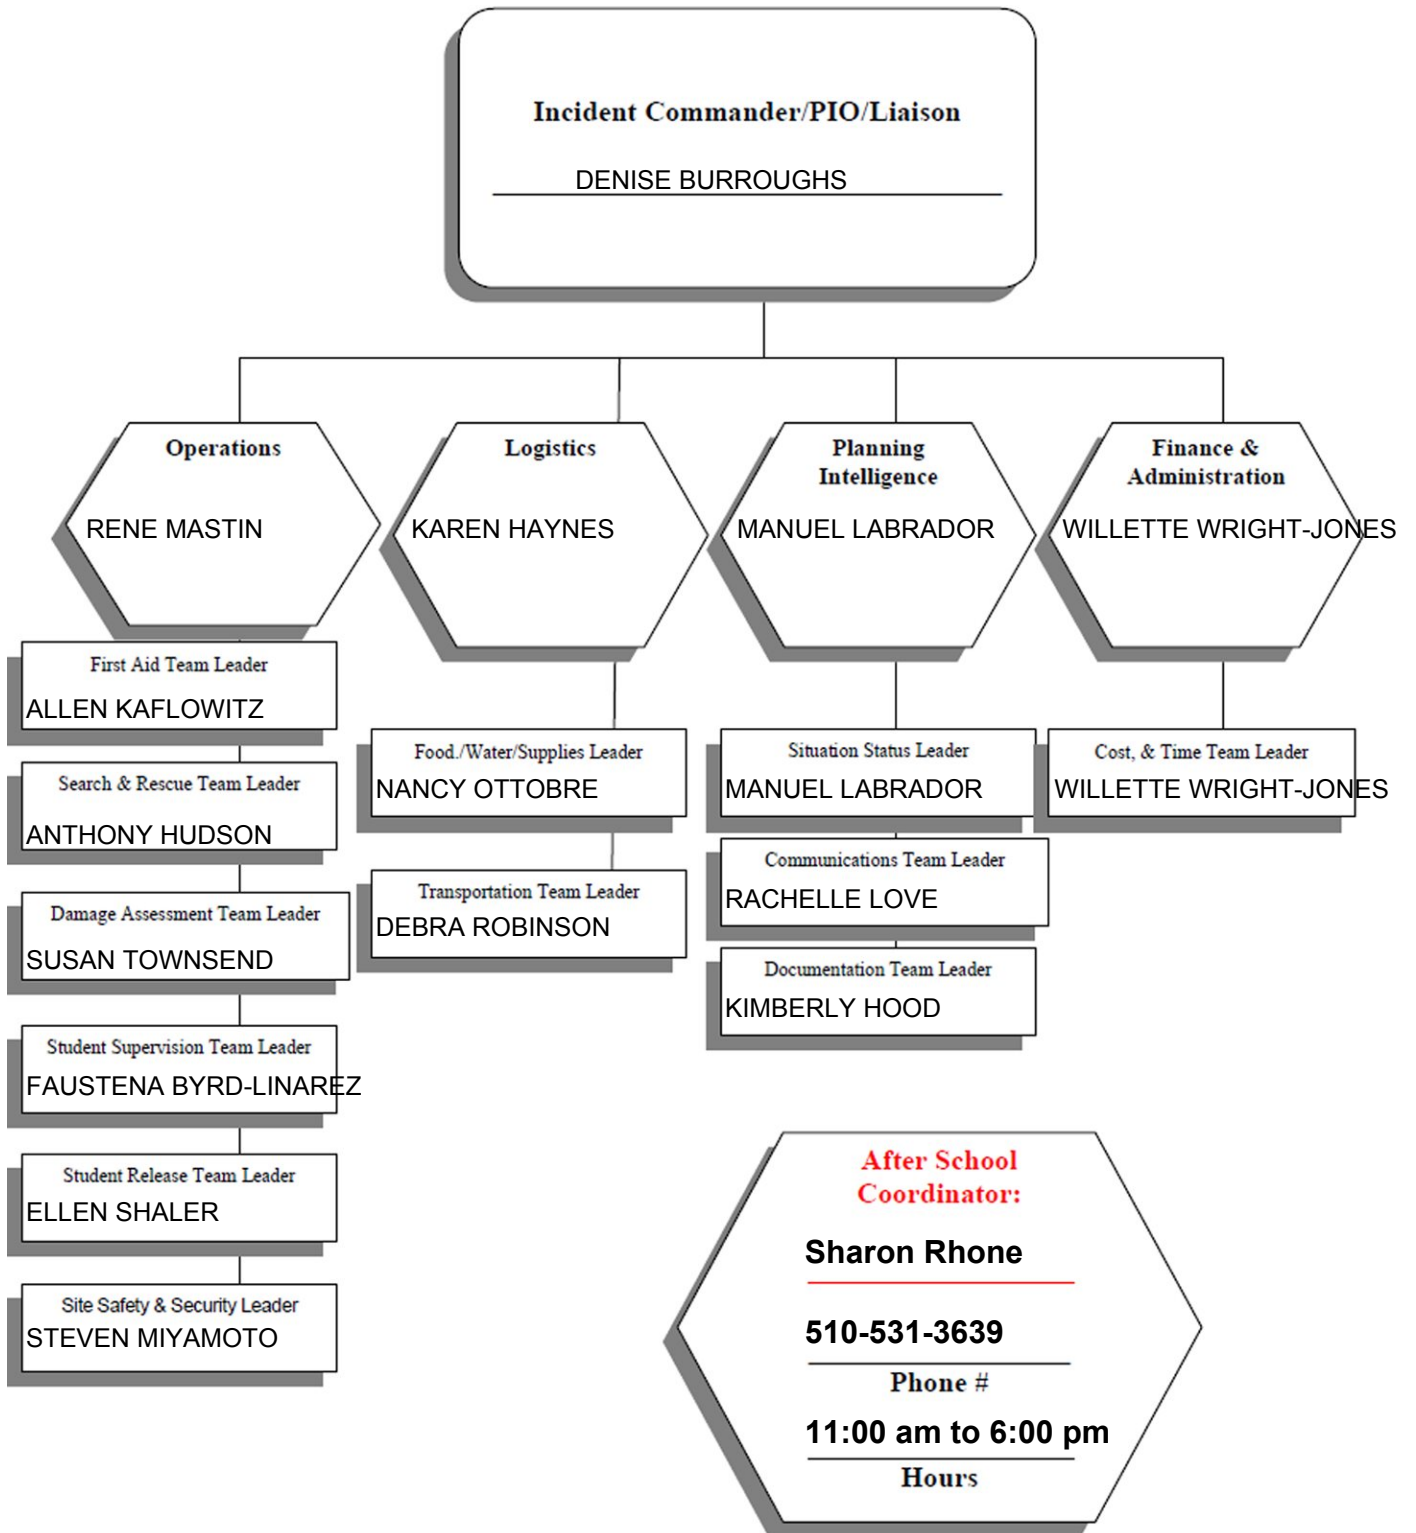 Incident Commander/PIO/Liaison
DENISE BURROUGHS
Operations
RENE MASTIN
First Aid Team Leader
ALLEN KAFLOWITZ
Search & Rescue Team Leader
ANTHONY HUDSON
Damage Assessment Team Leader
SUSAN TOWNSEND
Student Supervision Team Leader
FAUSTENA BYRD-LINAREZ
Student Release Team Leader
ELLEN SHALER
Site Safety & Security Leader
STEVEN MIYAMOTO
Logistics
KAREN HAYNES
Food./Water/Supplies Leader
NANCY OTTOBRE
Transportation Team Leader
DEBRA ROBINSON
Planning
Intelligence
MANUEL LABRADOR
Situation Status Leader
MANUEL LABRADOR
Communications Team Leader
RACHELLE LOVE
Documentation Team Leader
KIMBERLY HOOD
Finance &
Administration
WILLETTE WRIGHT-JONES
Cost, & Time Team Leader
WILLETTE WRIGHT-JONES
After School
Coordinator:
Sharon Rhone
510-531-3639
Phone #
11:00 am to 6:00 pm
Hours